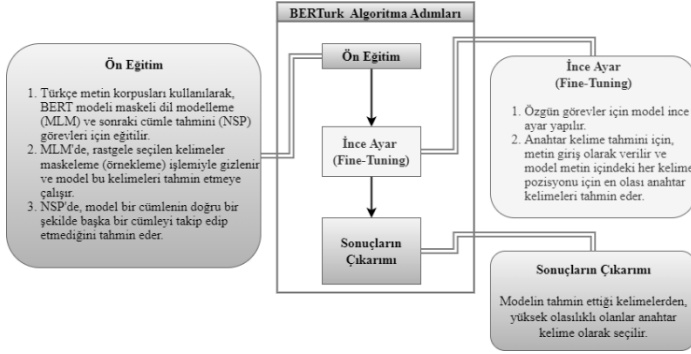 BERTurk Algoritma Adımları
Ön Eğitim
1. Türkçe metin korpusları kullanılarak,
BERT modeli maskeli dil modelleme
(MLM) ve sonraki cümle tahmini (NSP)
görevleri için eğitilir.
2. MLM'de, rastgele seçilen kelimeler
maskeleme (örnekleme) işlemiyle gizlenir
ve model bu kelimeleri tahmin etmeye
çalışır.
3. NSP'de, model bir cümlenin doğru bir
şekilde başka bir cümleyi takip edip
etmediğini tahmin eder.
Ön Eğitim
İnce Ayar
(Fine-Tuning)
Sonuçların
Çıkarımı
İnce Ayar
(Fine-Tuning)
1. Özgün görevler için model ince
ayar yapılır.
2. Anahtar kelime tahmini için,
metin giriş olarak verilir ve
model metin içindeki her kelime
pozisyonu için en olası anahtar
kelimeleri tahmin eder.
Sonuçların Çıkarımı
Modelin tahmin ettiği kelimelerden,
yüksek olasılıklı olanlar anahtar
kelime olarak seçilir.